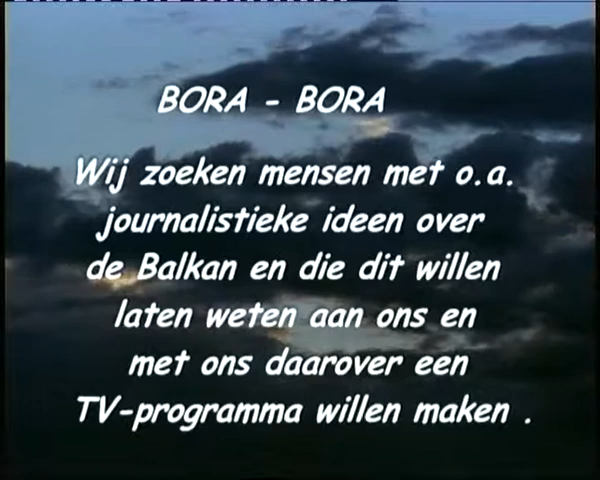 BORA - BORA
Wij zoeken mensen met o.a.
journalistieke ideen over
de Balkan en die dit willen
laten weten aan ons en
met ons daarover een
TV-programma willen maken .